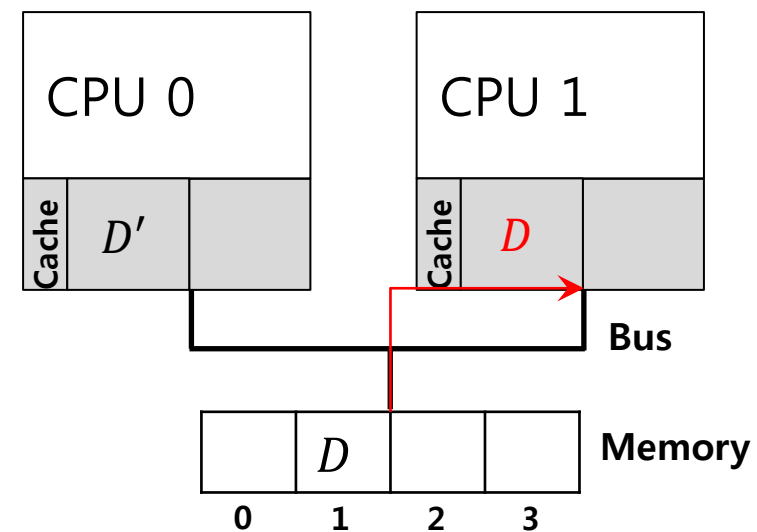 CPU 0
CPU 1
Cache
D′
Cache
D
Bus
D
Memory
0 1 2 3